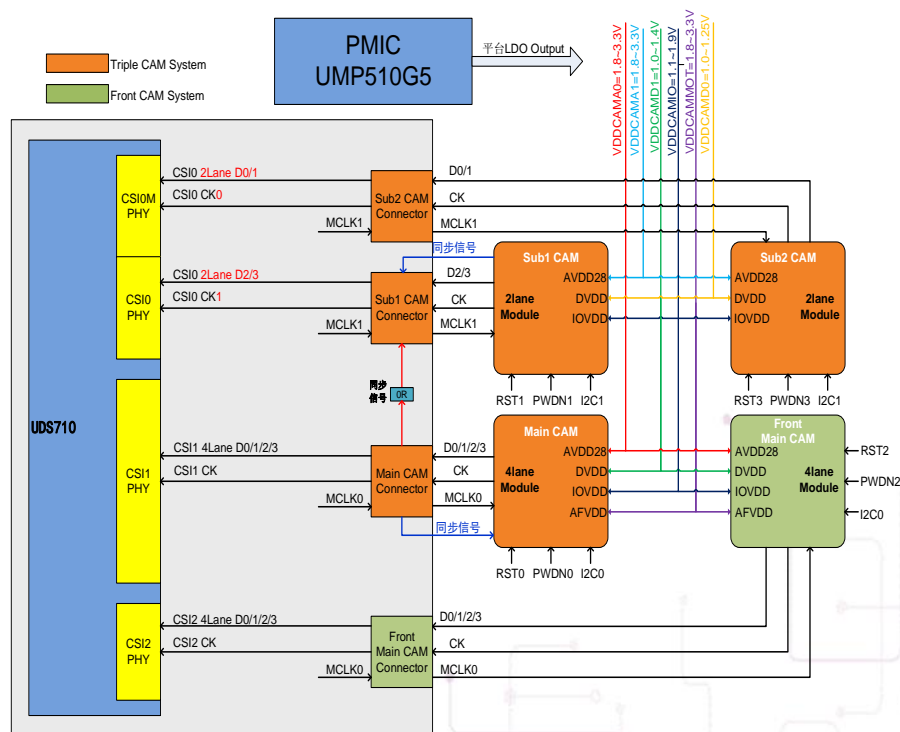 PMIC
UMP510G5
平台LDO Output
Triple CAM System
Front CAM System
VDDCAMA0=1.8~3.3V
VDDCAMA1=1.8~3.3V
VDDCAMD1=1.0~1.4V
VDDCAMIO=1.1~1.9V
VDDCAMMOT=1.8~3.3V
VDDCAMD0=1.0~1.25V
UDS710
CSI0M
PHY
CSI0 2Lane D0/1
CSI0 CK0
MCLK1
Sub2 CAM
Connector
D0/1
CK
MCLK1
CSI0
PHY
CSI0 2Lane D2/3
CSI0 CK1
MCLK1
Sub1 CAM
Connector
同步信号
D2/3
CK
MCLK1
Sub1 CAM
AVDD28
DVDD
IOVDD
2lane
Module
RST1
PWDN1
I2C1
Sub2 CAM
AVDD28
DVDD
IOVDD
2lane
Module
RST3
PWDN3
I2C1
同步
信号
0R
CSI1
PHY
CSI1 4Lane D0/1/2/3
CSI1 CK
MCLK0
Main CAM
Connector
D0/1/2/3
CK
MCLK0
同步信号
Main CAM
AVDD28
DVDD
IOVDD
AFVDD
4lane
Module
RST0
PWDN0
I2C0
Front
Main CAM
AVDD28
DVDD
IOVDD
AFVDD
4lane
Module
RST2
PWDN2
I2C0
CSI2
PHY
CSI2 4Lane D0/1/2/3
CSI2 CK
MCLK0
Front
Main CAM
Connector
D0/1/2/3
CK
MCLK0